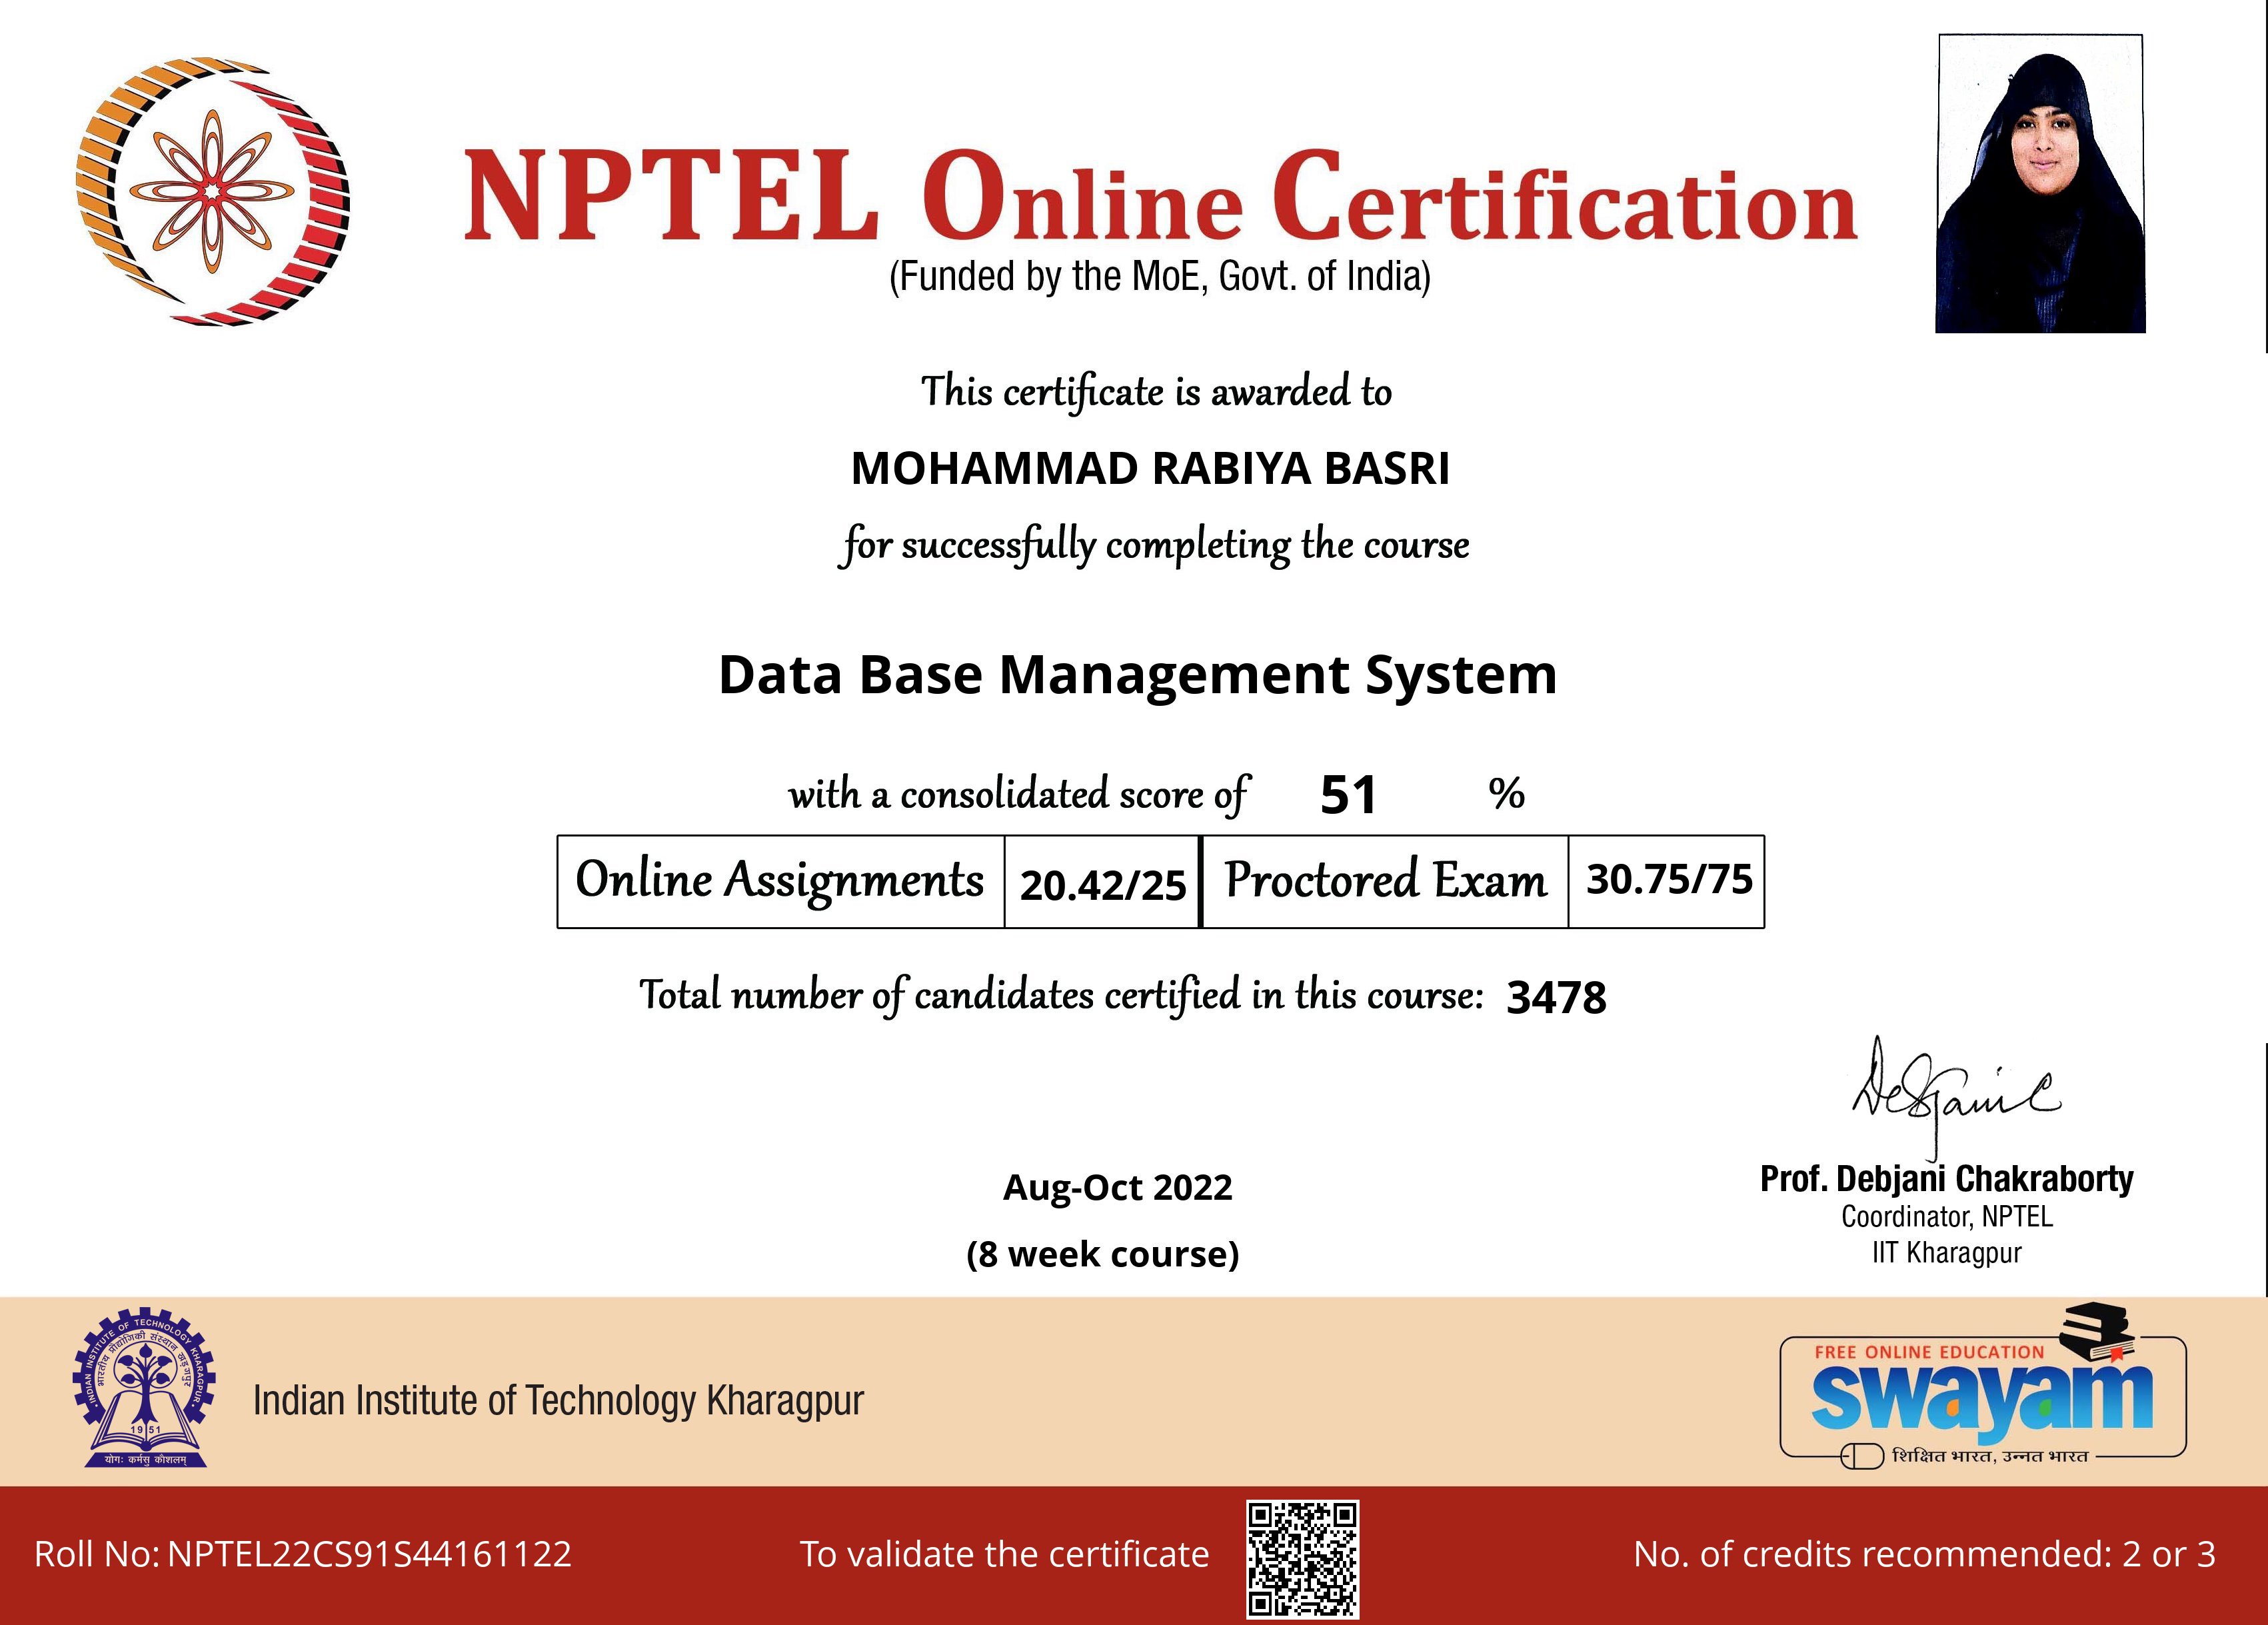 NPTEL Online Certification
(Funded by the MoE, Govt. of India)
This certificate is awarded to
MOHAMMAD RABIYA BASRI
for successfully completing the course
Data Base Management System
with a consolidated score of 51 %
Online Assignments 20.42/25 Proctored Exam 30.75/75
Total number of candidates certified in this course: 3478
Debjani C
Prof. Debjani Chakraborty
Coordinator, NPTEL
IIT Kharagpur
Aug-Oct 2022
(8 week course)
INDIAN INSTITUTE OF TECHNOLOGY KHARAGPUR
भारतीय प्रौद्योगिकी संस्थान खड़गपुर
1951
योगः कर्मसु कौशलम्
Indian Institute of Technology Kharagpur
FREE ONLINE EDUCATION
swayam
शिक्षित भारत, उन्नत भारत
Roll No: NPTEL22CS91S44161122
To validate the certificate
No. of credits recommended: 2 or 3